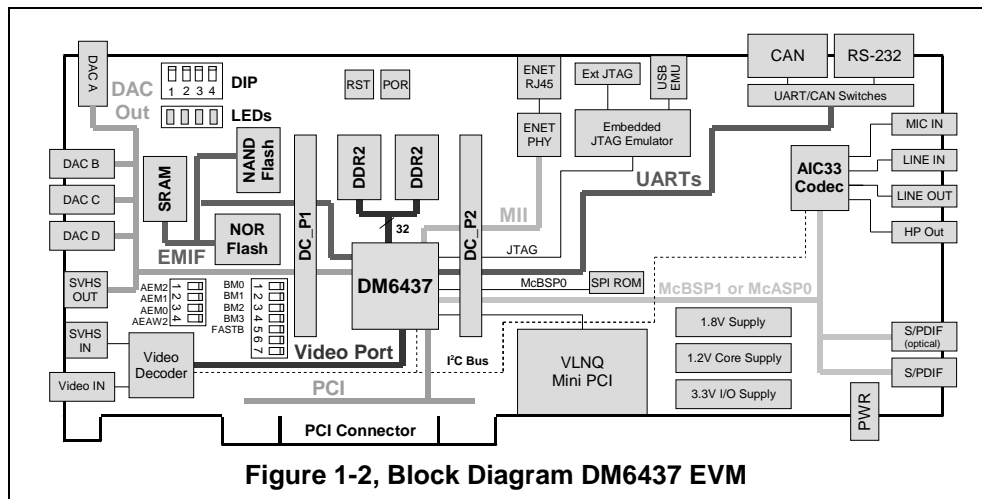 CAN
RS-232
UART/CAN Switches
DAC A
DAC
Out
DIP
1 2 3 4
LEDs
RST
POR
ENET
RJ45
Ext JTAG
USB
EMU
ENET
PHY
Embedded
JTAG Emulator
MIC IN
LINE IN
LINE OUT
HP Out
AIC33
Codec
DAC B
DAC C
DAC D
SRAM
NAND
Flash
NOR
Flash
EMIF
DC_P1
DDR2
DDR2
32
DC_P2
MII
UARTs
JTAG
DM6437
McBSP0
SPI ROM
McBSP1 or McASP0
SVHS
OUT
AEM2
AEM1
AEM0
AEAW2
1
2
3
4
BM0
BM1
BM2
BM3
FASTB
1
2
3
4
5
6
7
SVHS
IN
Video IN
Video
Decoder
Video Port
I²C Bus
PCI
VLNQ
Mini PCI
1.8V Supply
1.2V Core Supply
3.3V I/O Supply
S/PDIF
(optical)
S/PDIF
PWR
PCI Connector
Figure 1-2, Block Diagram DM6437 EVM